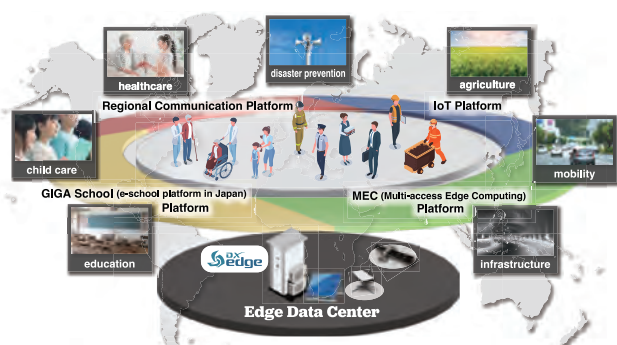 healthcare
disaster prevention
agriculture
Regional Communication Platform
IoT Platform
child care
mobility
GIGA School (e-school platform in Japan)
Platform
MEC (Multi-access Edge Computing)
Platform
education
ax-
edge
infrastructure
Edge Data Center